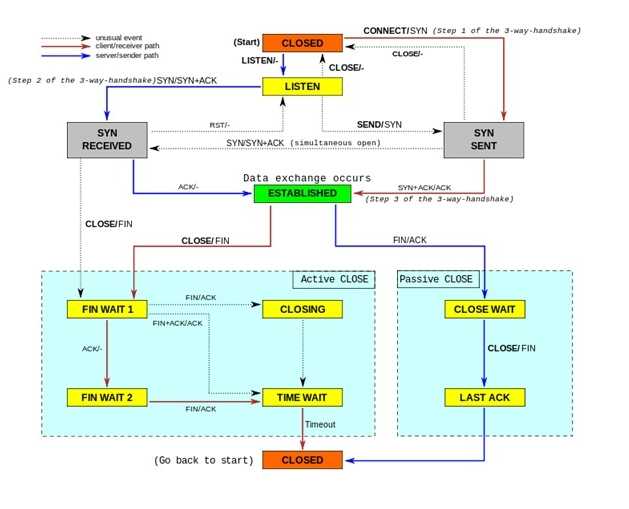 unusual event
client/receiver path
server/sender path
(Start) CLOSED
CONNECT/SYN (Step 1 of the 3-way-handshake)
CLOSE/-
LISTEN/-
CLOSE/-
(Step 2 of the 3-way-handshake) SYN/SYN+ACK
LISTEN
RST/-
SEND/SYN
SYN
RECEIVED
SYN
SENT
SYN/SYN+ACK (simultaneous open)
Data exchange occurs
ACK/-
ESTABLISHED
SYN+ACK/ACK
(Step 3 of the 3-way-handshake)
CLOSE/FIN
CLOSE/FIN
FIN/ACK
Active CLOSE
Passive CLOSE
FIN WAIT 1
FIN/ACK
CLOSING
CLOSE WAIT
FIN+ACK/ACK
ACK/-
CLOSE/FIN
FIN WAIT 2
FIN/ACK
TIME WAIT
LAST ACK
Timeout
(Go back to start) CLOSED